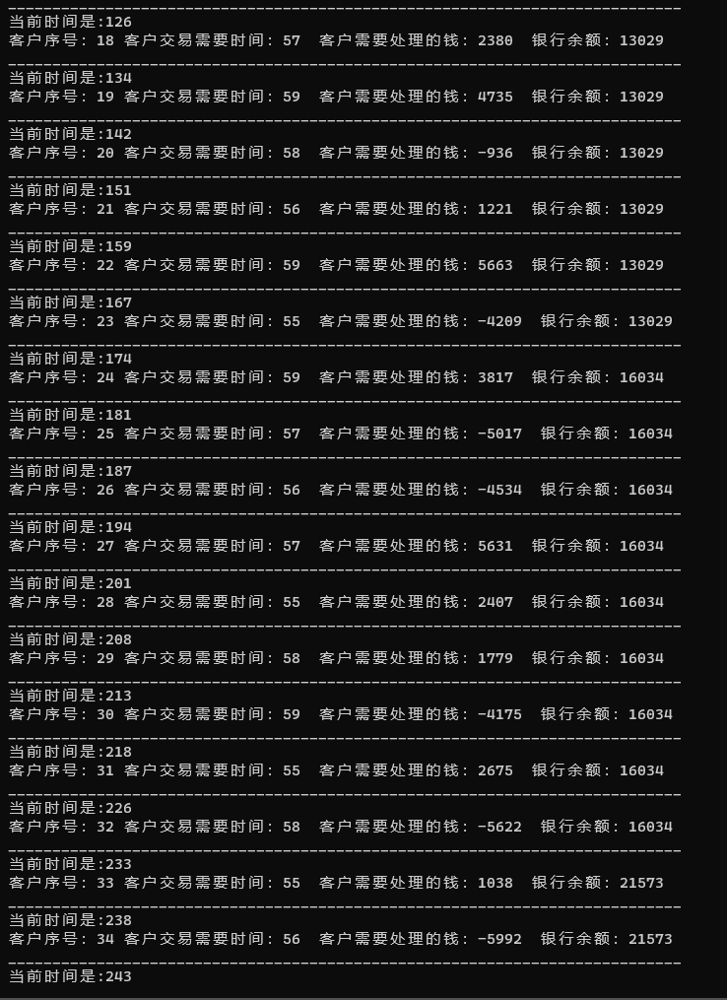 当前时间是:126
客户序号: 18 客户交易需要时间: 57  客户需要处理的钱: 2380  银行余额: 13029
当前时间是:134
客户序号: 19 客户交易需要时间: 59  客户需要处理的钱: 4735  银行余额: 13029
当前时间是:142
客户序号: 20 客户交易需要时间: 58  客户需要处理的钱: -936  银行余额: 13029
当前时间是:151
客户序号: 21 客户交易需要时间: 56  客户需要处理的钱: 1221  银行余额: 13029
当前时间是:159
客户序号: 22 客户交易需要时间: 59  客户需要处理的钱: 5663  银行余额: 13029
当前时间是:167
客户序号: 23 客户交易需要时间: 55  客户需要处理的钱: -4209  银行余额: 13029
当前时间是:174
客户序号: 24 客户交易需要时间: 59  客户需要处理的钱: 3817  银行余额: 16034
当前时间是:181
客户序号: 25 客户交易需要时间: 57  客户需要处理的钱: -5017  银行余额: 16034
当前时间是:187
客户序号: 26 客户交易需要时间: 56  客户需要处理的钱: -4534  银行余额: 16034
当前时间是:194
客户序号: 27 客户交易需要时间: 57  客户需要处理的钱: 5631  银行余额: 16034
当前时间是:201
客户序号: 28 客户交易需要时间: 55  客户需要处理的钱: 2407  银行余额: 16034
当前时间是:208
客户序号: 29 客户交易需要时间: 58  客户需要处理的钱: 1779  银行余额: 16034
当前时间是:213
客户序号: 30 客户交易需要时间: 59  客户需要处理的钱: -4175  银行余额: 16034
当前时间是:218
客户序号: 31 客户交易需要时间: 55  客户需要处理的钱: 2675  银行余额: 16034
当前时间是:226
客户序号: 32 客户交易需要时间: 58  客户需要处理的钱: -5622  银行余额: 16034
当前时间是:233
客户序号: 33 客户交易需要时间: 55  客户需要处理的钱: 1038  银行余额: 21573
当前时间是:238
客户序号: 34 客户交易需要时间: 56  客户需要处理的钱: -5992  银行余额: 21573
当前时间是:243